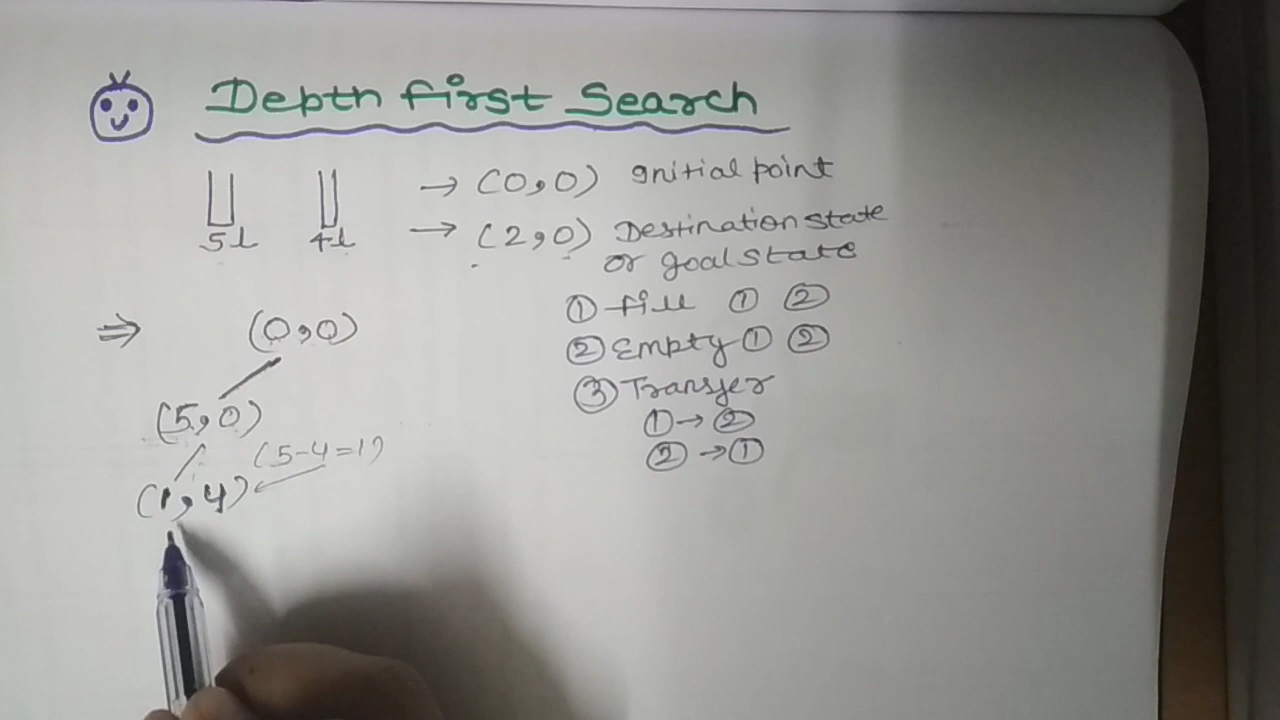 Depth first Search
→ (0,0) Initial point
5l 4l → (2,0) Destination state
or goal state
① fill ① ②
⇒ (0,0)
② Empty ① ②
③ Transfer
(5,0)
①→②
(5-4=1)
②→①
(1,4)